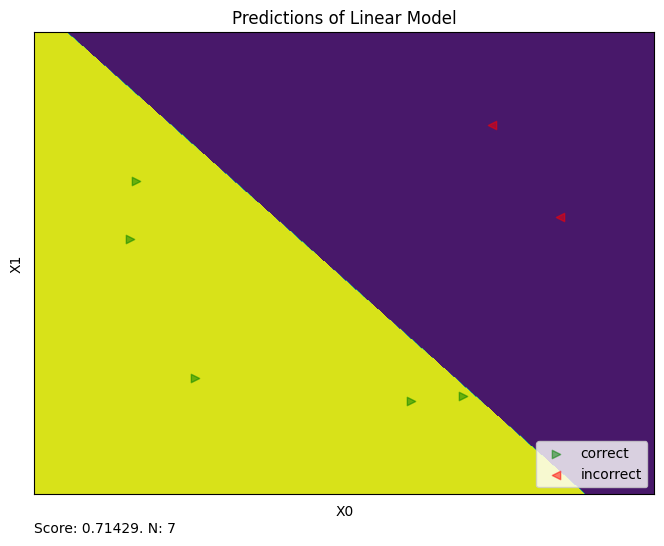 Predictions of Linear Model
X1
correct
incorrect
X0
Score: 0.71429. N: 7